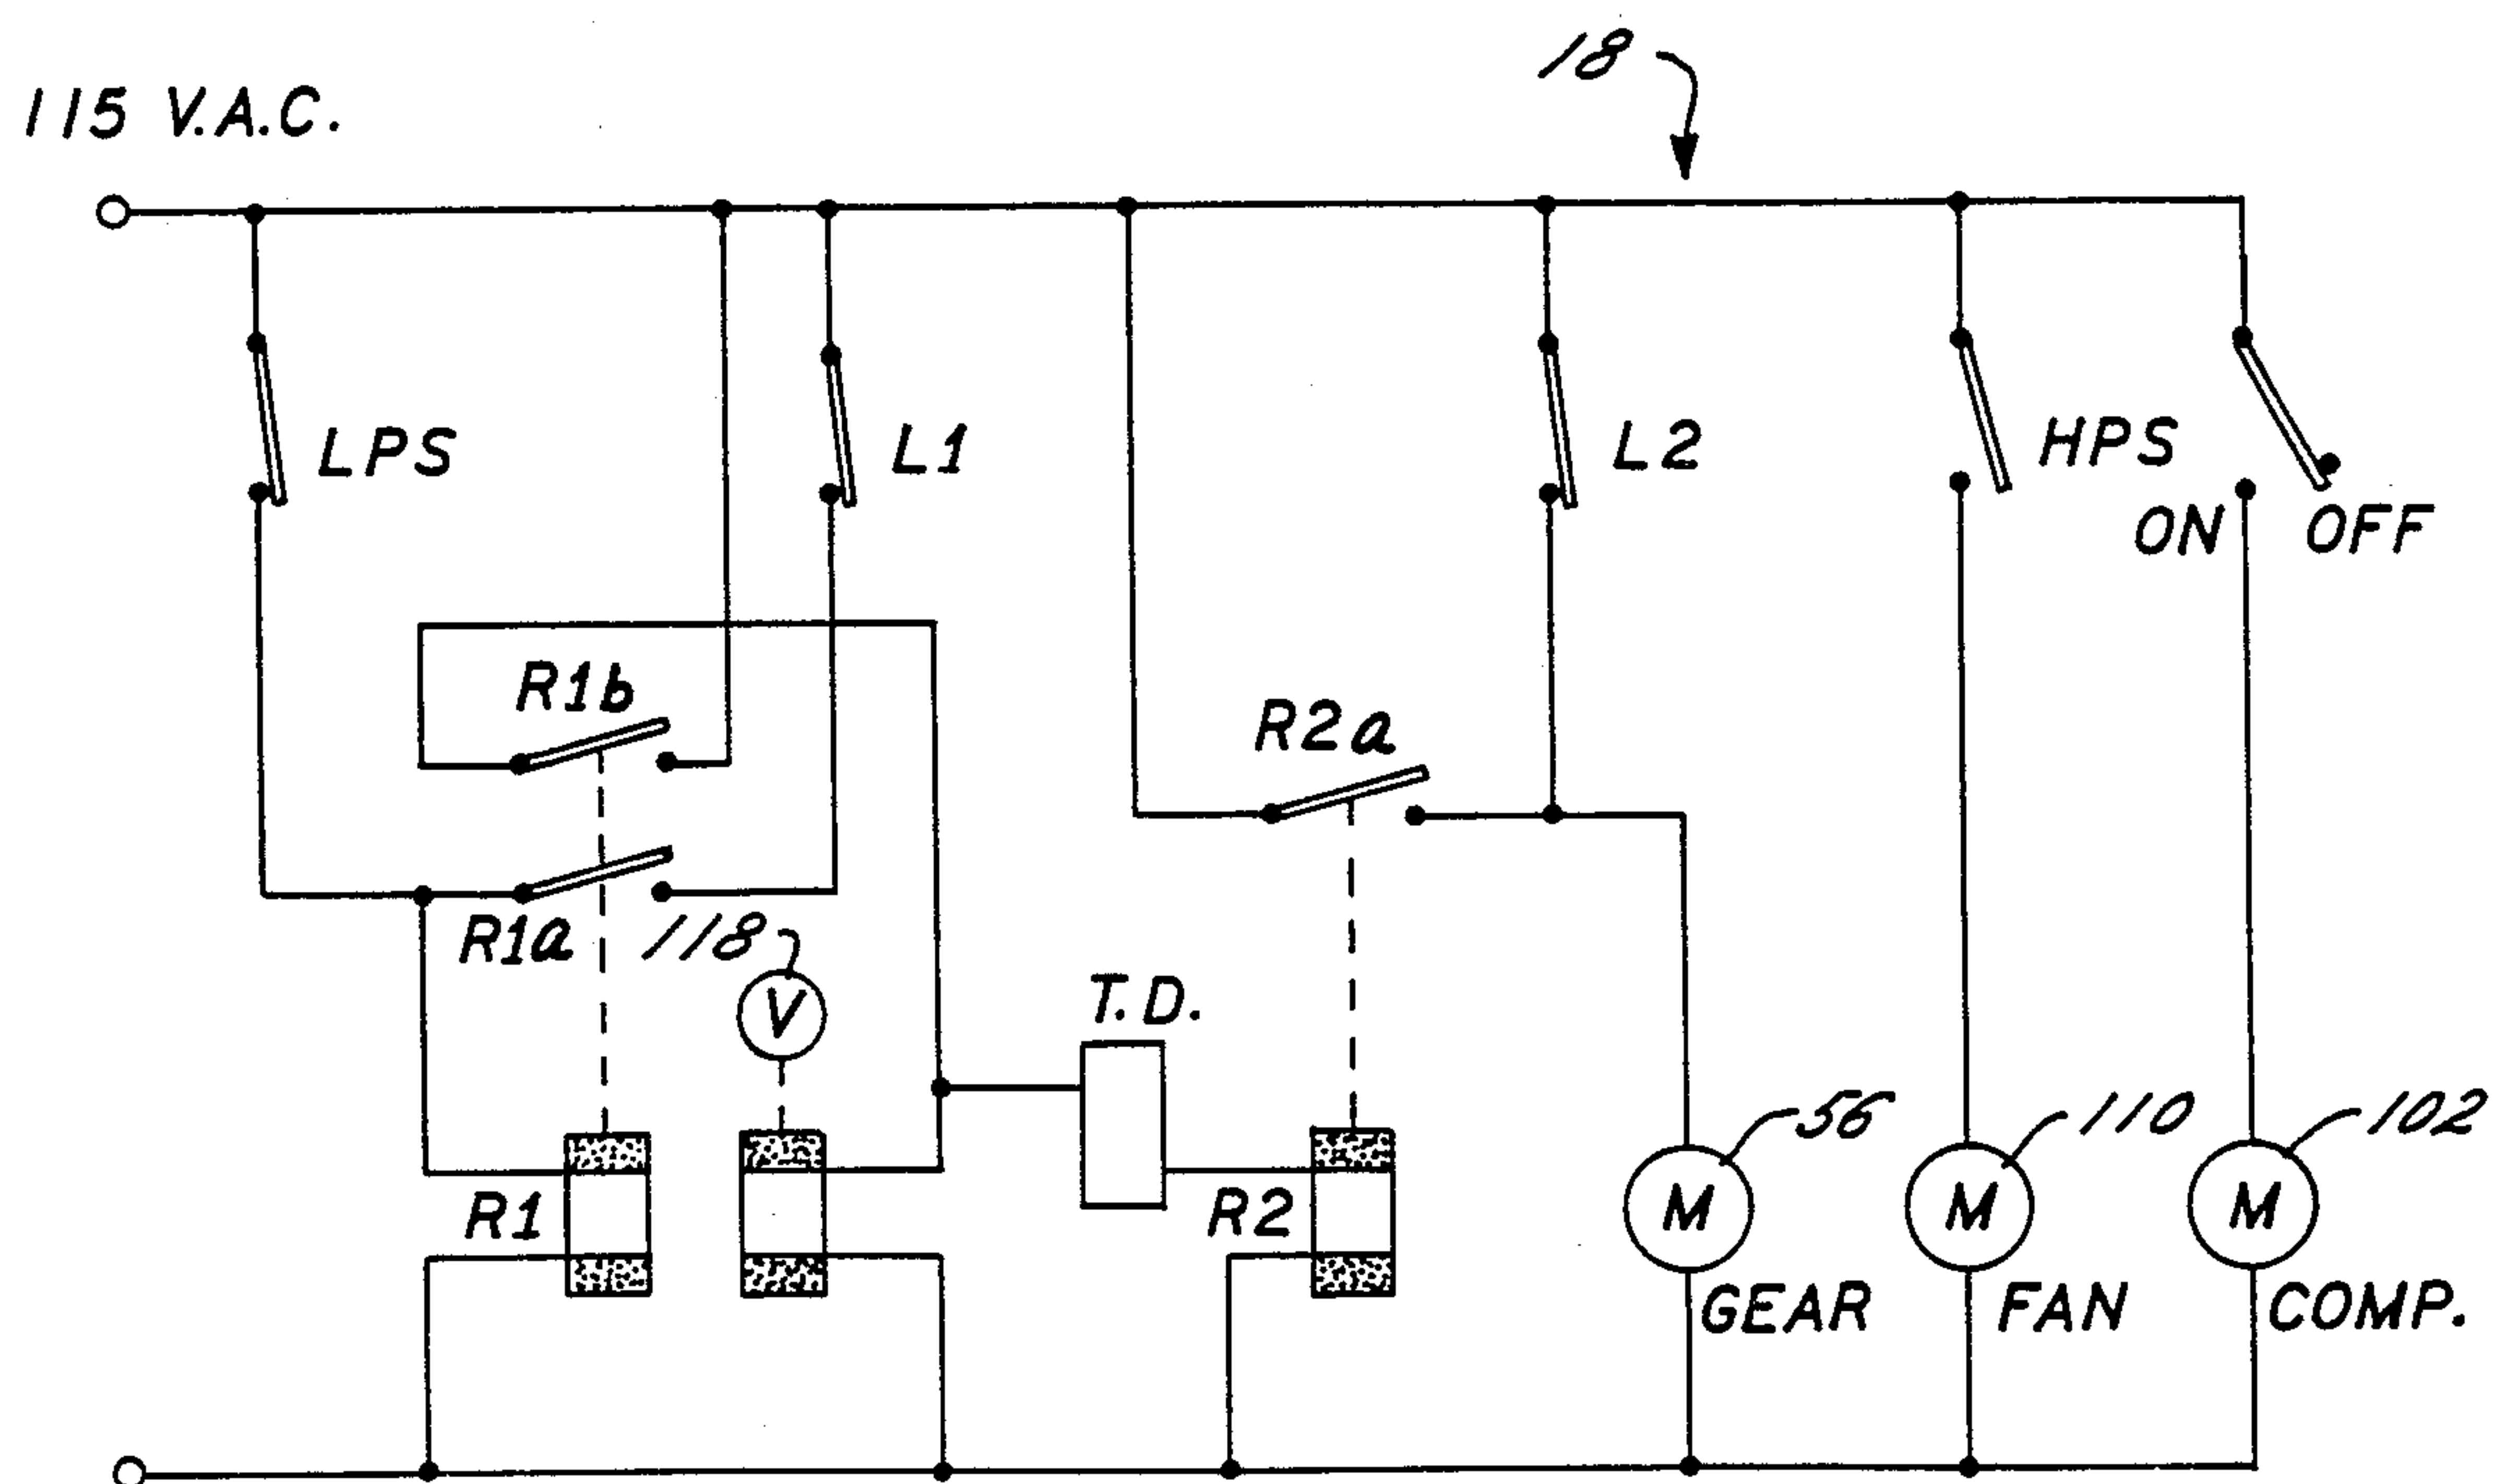 18
115 V.A.C.
LPS
L1
L2
HPS
ON
OFF
R1b
R2a
R1a
118
V
T.D.
56
110
102
R1
R2
M
M
M
GEAR
FAN
COMP.